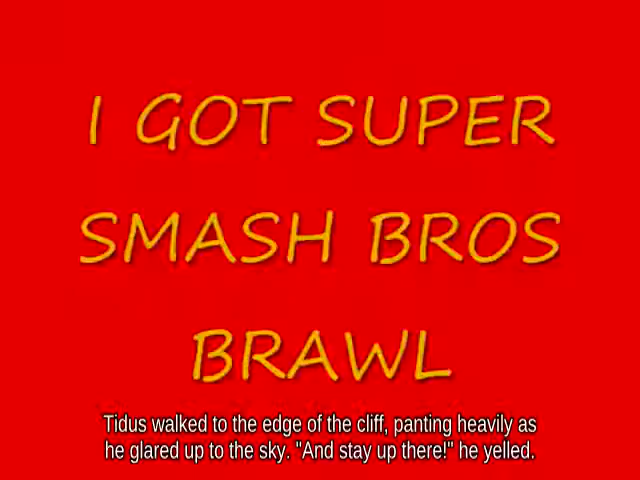 I GOT SUPER
SMASH BROS
BRAWL
Tidus walked to the edge of the cliff, panting heavily as
he glared up to the sky. "And stay up there!" he yelled.